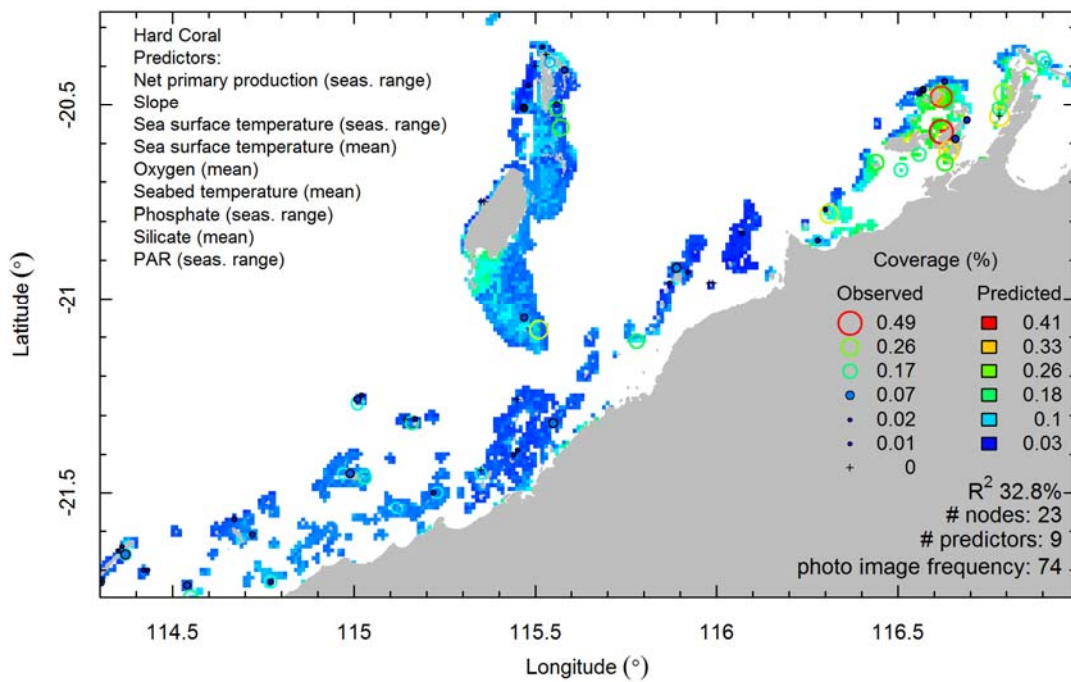 Hard Coral
Predictors:
Net primary production (seas. range)
Slope
Sea surface temperature (seas. range)
Sea surface temperature (mean)
Oxygen (mean)
Seabed temperature (mean)
Phosphate (seas. range)
Silicate (mean)
PAR (seas. range)
Latitude (°)
-20.5
-21
-21.5
Coverage (%)
Observed Predicted
0.49 0.41
0.26 0.33
0.17 0.26
0.07 0.18
0.02 0.1
0.01 0.03
0
R² 32.8%
# nodes: 23
# predictors: 9
photo image frequency: 74
114.5 115 115.5 116 116.5
Longitude (°)